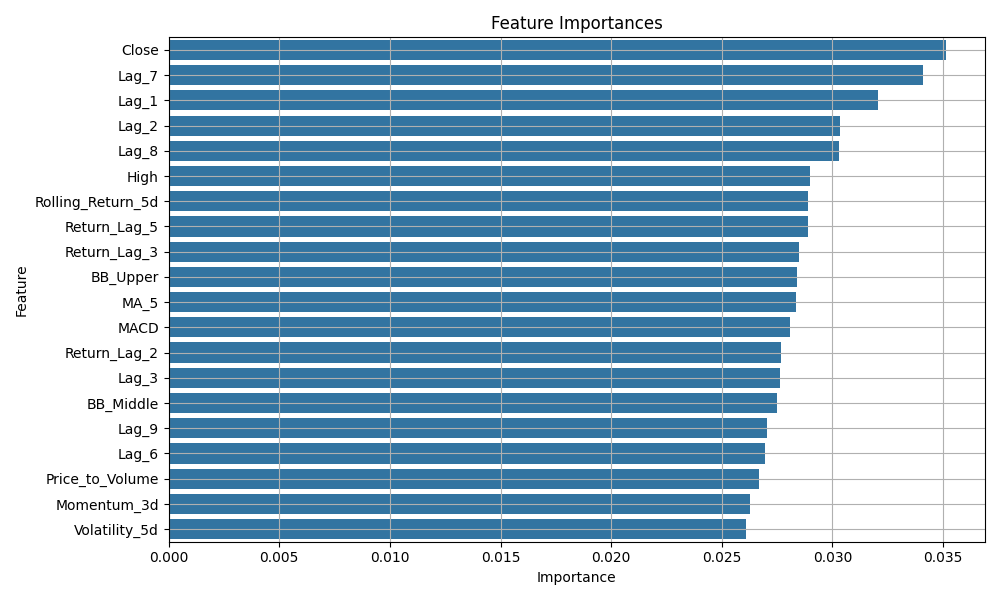 Feature Importances
Feature
Close
Lag_7
Lag_1
Lag_2
Lag_8
High
Rolling_Return_5d
Return_Lag_5
Return_Lag_3
BB_Upper
MA_5
MACD
Return_Lag_2
Lag_3
BB_Middle
Lag_9
Lag_6
Price_to_Volume
Momentum_3d
Volatility_5d
0.000 0.005 0.010 0.015 0.020 0.025 0.030 0.035
Importance